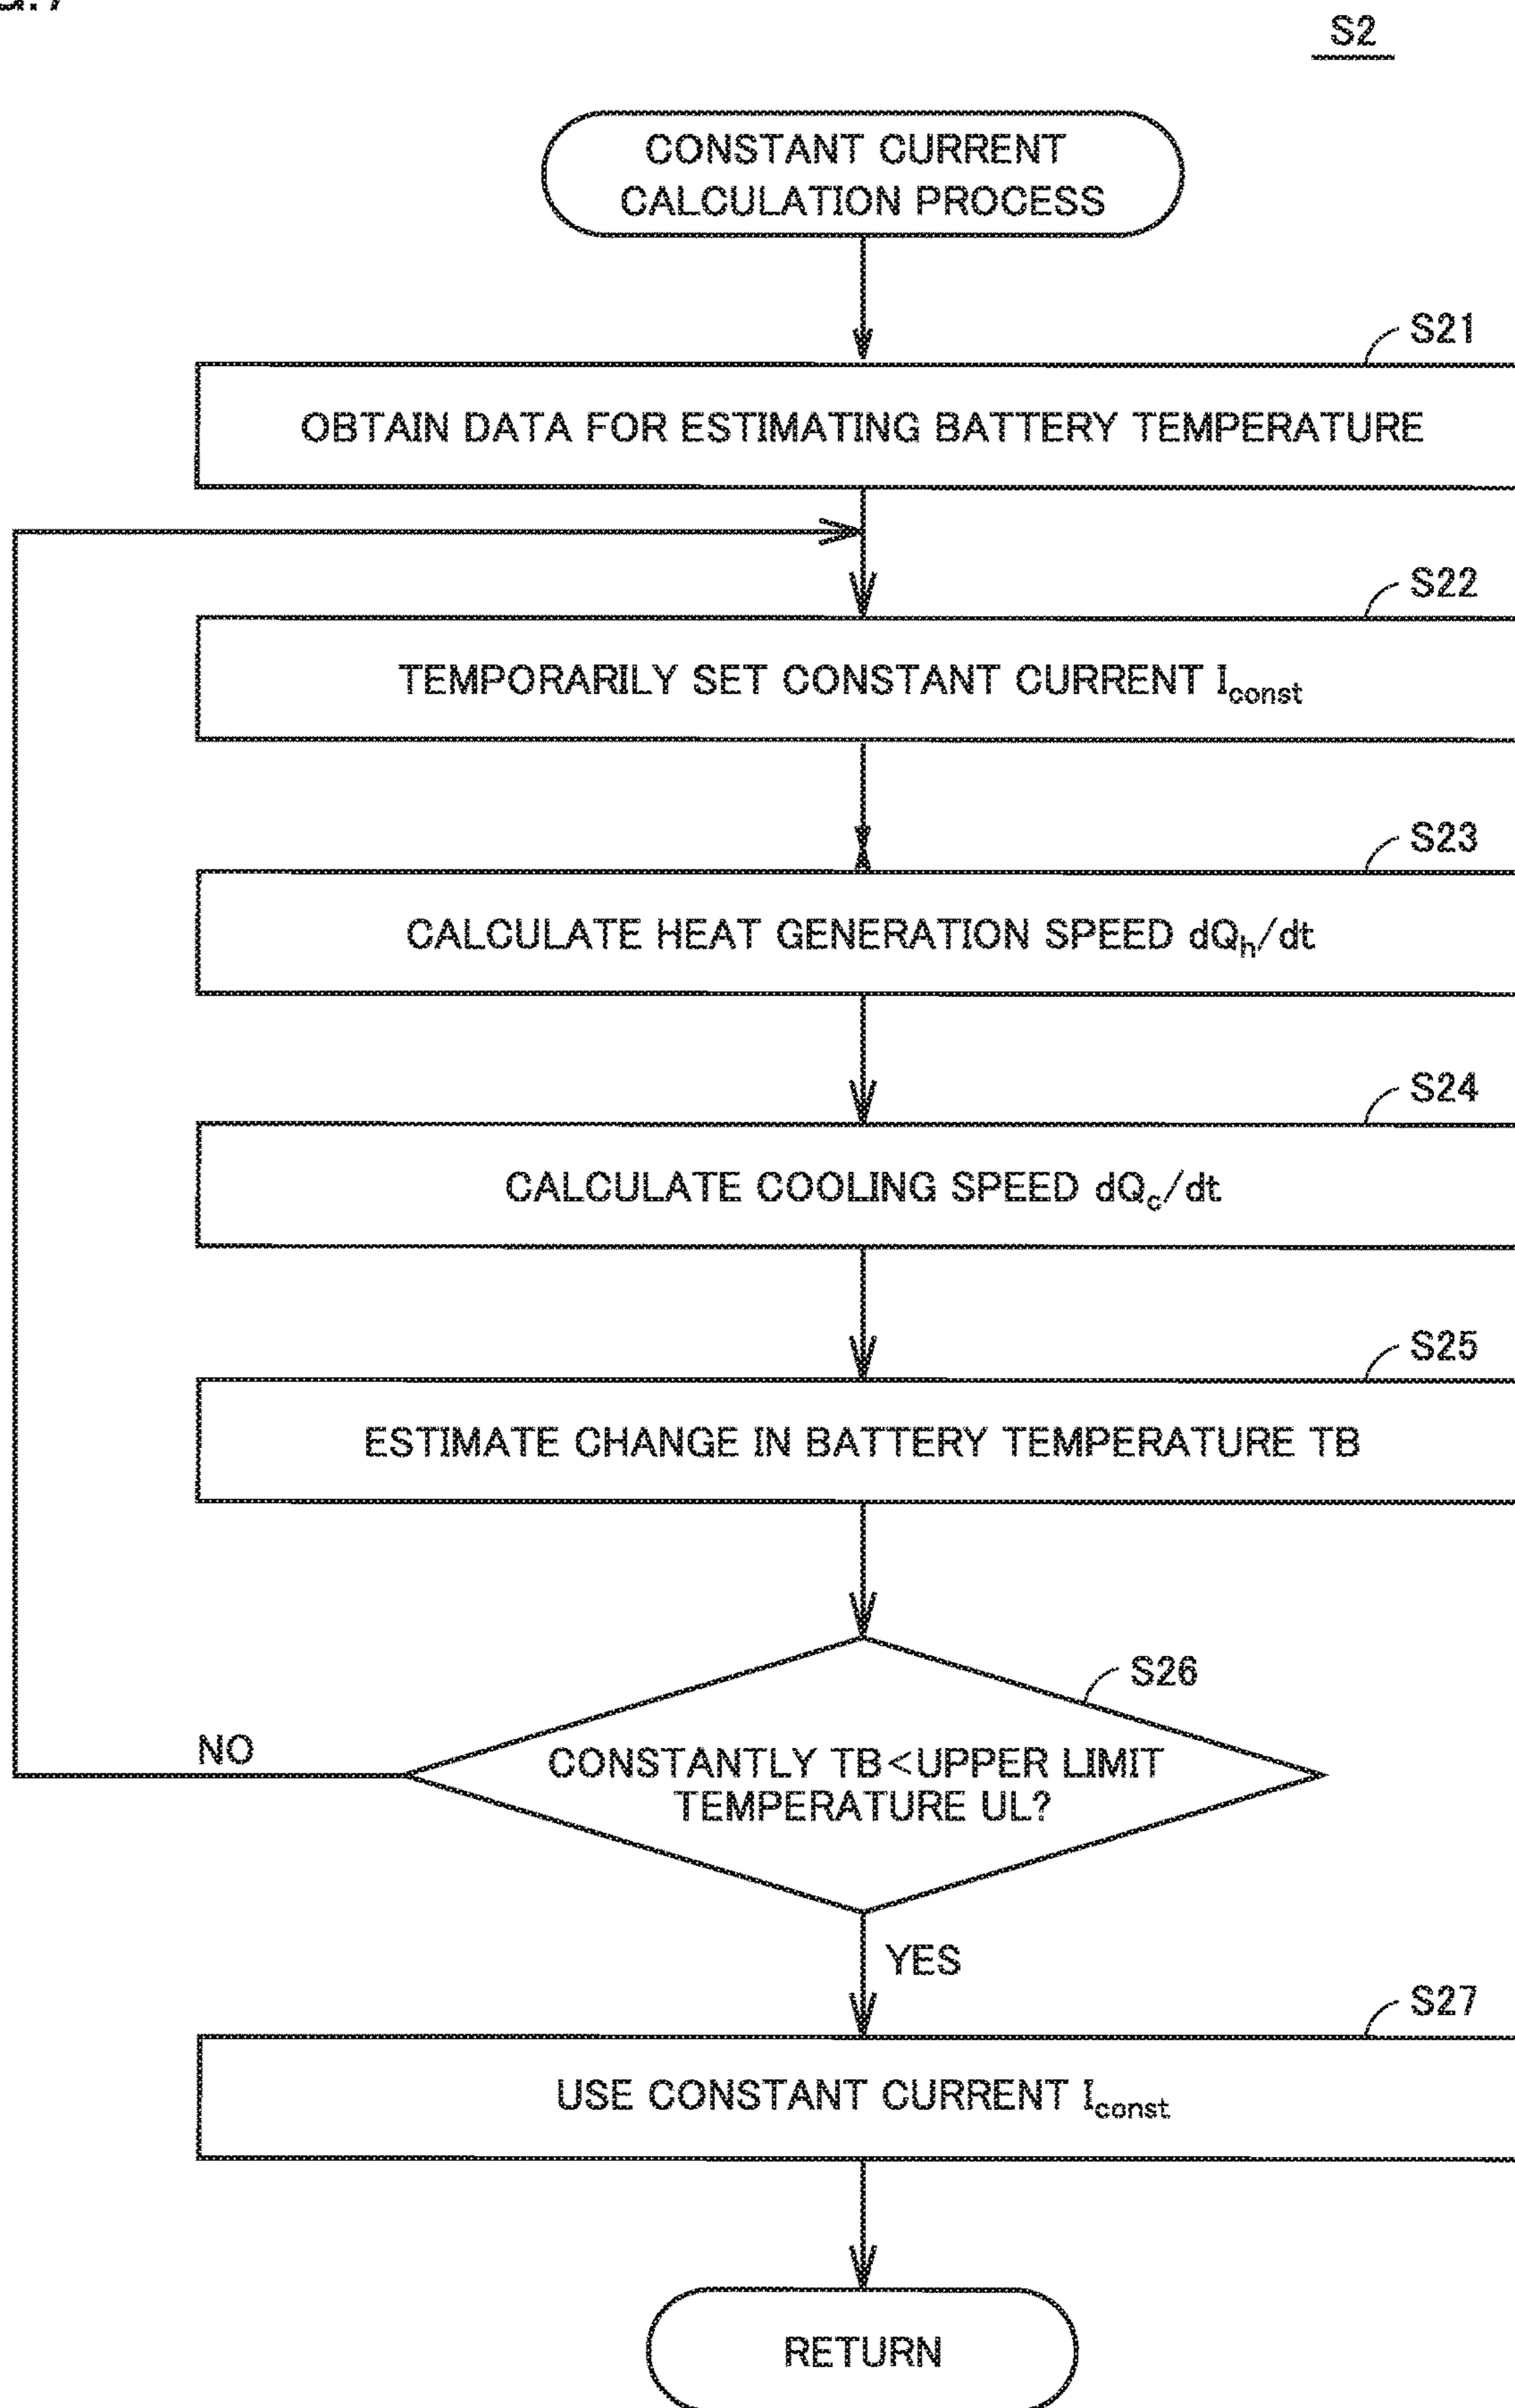 S2
CONSTANT CURRENT
CALCULATION PROCESS
S21
OBTAIN DATA FOR ESTIMATING BATTERY TEMPERATURE
S22
TEMPORARILY SET CONSTANT CURRENT Iconst
S23
CALCULATE HEAT GENERATION SPEED dQh/dt
S24
CALCULATE COOLING SPEED dQc/dt
S25
ESTIMATE CHANGE IN BATTERY TEMPERATURE TB
S26
NO
CONSTANTLY TB<UPPER LIMIT
TEMPERATURE UL?
YES
S27
USE CONSTANT CURRENT Iconst
RETURN